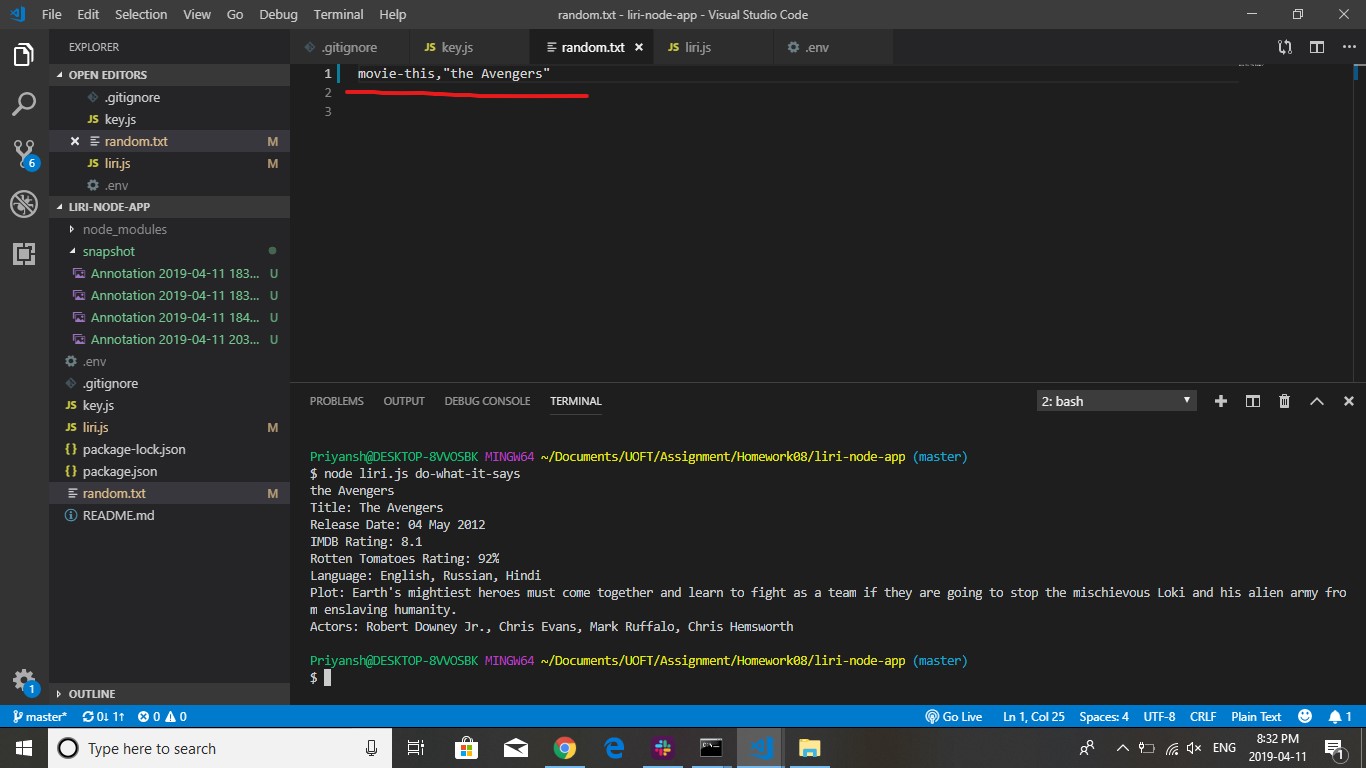 File Edit Selection View Go Debug Terminal Help
random.txt - liri-node-app - Visual Studio Code
EXPLORER
OPEN EDITORS
.gitignore
JS key.js
random.txt M
JS liri.js M
.env
LIRI-NODE-APP
node_modules
snapshot
Annotation 2019-04-11 183... U
Annotation 2019-04-11 183... U
Annotation 2019-04-11 184... U
Annotation 2019-04-11 203... U
.env
.gitignore
JS key.js
JS liri.js M
{} package-lock.json
{} package.json
random.txt M
README.md
OUTLINE
6
1
.gitignore JS key.js random.txt JS liri.js .env
1 movie-this,"the Avengers"
2
3
PROBLEMS OUTPUT DEBUG CONSOLE TERMINAL 2: bash
Priyansh@DESKTOP-8VVOSBK MINGW64 ~/Documents/UOFT/Assignment/Homework08/liri-node-app (master)
$ node liri.js do-what-it-says
the Avengers
Title: The Avengers
Release Date: 04 May 2012
IMDB Rating: 8.1
Rotten Tomatoes Rating: 92%
Language: English, Russian, Hindi
Plot: Earth's mightiest heroes must come together and learn to fight as a team if they are going to stop the mischievous Loki and his alien army fro
m enslaving humanity.
Actors: Robert Downey Jr., Chris Evans, Mark Ruffalo, Chris Hemsworth
Priyansh@DESKTOP-8VVOSBK MINGW64 ~/Documents/UOFT/Assignment/Homework08/liri-node-app (master)
$
master* 0↓ 1↑ 0 0 Go Live Ln 1, Col 25 Spaces: 4 UTF-8 CRLF Plain Text 1
Type here to search
ENG
8:32 PM
2019-04-11
1